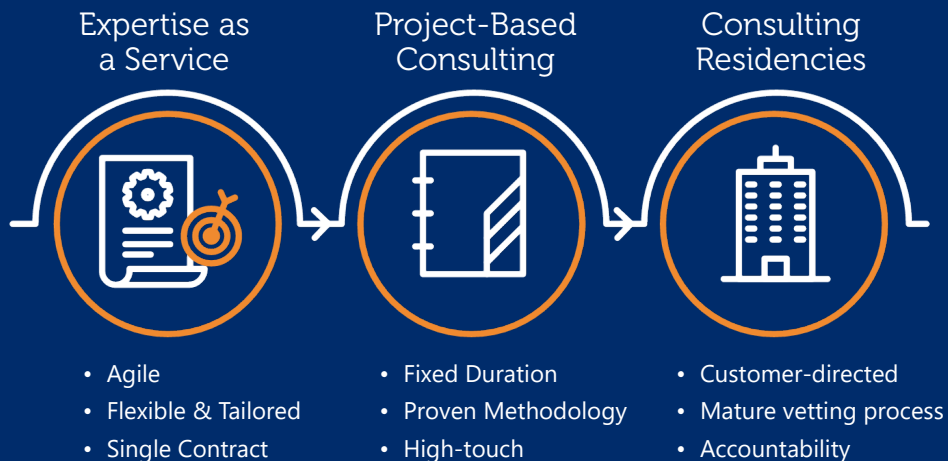 Expertise as
a Service
• Agile
• Flexible & Tailored
• Single Contract
Project-Based
Consulting
• Fixed Duration
• Proven Methodology
• High-touch
Consulting
Residencies
• Customer-directed
• Mature vetting process
• Accountability